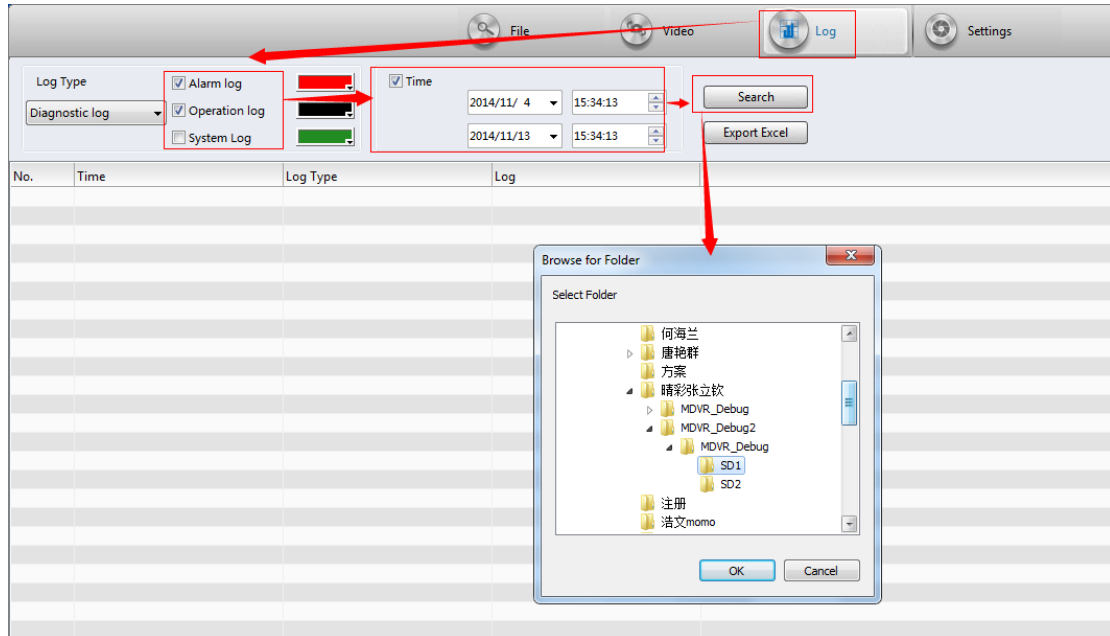 File
Video
Log
Settings
Log Type
Alarm log
Time
Diagnostic log
Operation log
2014/11/ 4
15:34:13
Search
System Log
2014/11/13
15:34:13
Export Excel
No.
Time
Log Type
Log
Browse for Folder
Select Folder
何海兰
唐艳群
方案
晴彩张立钦
MDVR_Debug
MDVR_Debug2
MDVR_Debug
SD1
SD2
注册
浩文momo
OK
Cancel